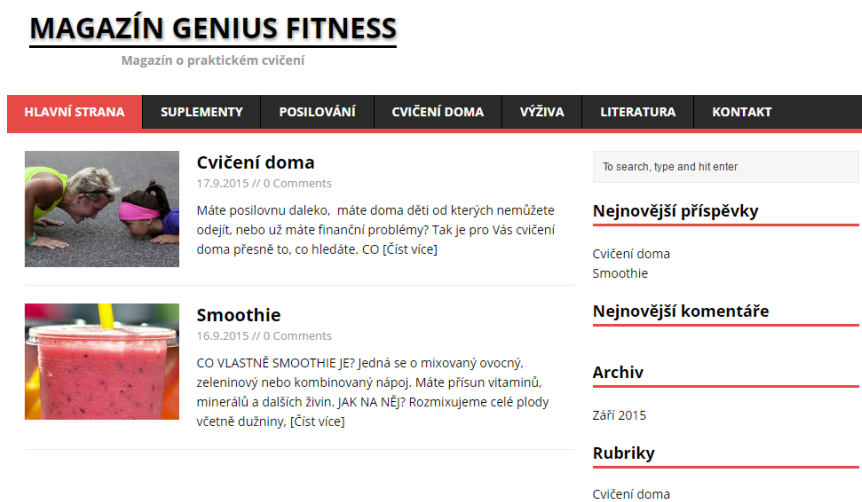 MAGAZÍN GENIUS FITNESS
Magazín o praktickém cvičení
HLAVNÍ STRANA
SUPLEMENTY
POSILOVÁNÍ
CVIČENÍ DOMA
VÝŽIVA
LITERATURA
KONTAKT
Cvičení doma
17.9.2015 // 0 Comments
Máte posilovnu daleko,  máte doma děti od kterých nemůžete
odejít, nebo už máte finanční problémy? Tak je pro Vás cvičení
doma přesně to, co hledáte. CO [Číst více]
Smoothie
16.9.2015 // 0 Comments
CO VLASTNĚ SMOOTHIE JE? Jedná se o mixovaný ovocný,
zeleninový nebo kombinovaný nápoj. Máte přísun vitaminů,
minerálů a dalších živin. JAK NA NĚJ? Rozmixujeme celé plody
včetně dužniny, [Číst více]
To search, type and hit enter
Nejnovější příspěvky
Cvičení doma
Smoothie
Nejnovější komentáře
Archiv
Září 2015
Rubriky
Cvičení doma